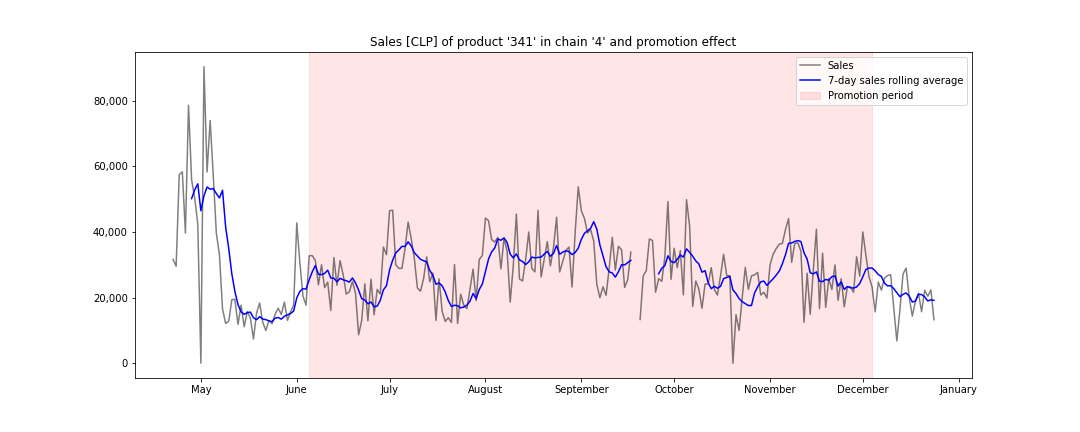 Sales [CLP] of product '341' in chain '4' and promotion effect
Sales
7-day sales rolling average
Promotion period
80,000
60,000
40,000
20,000
0
May June July August September October November December January